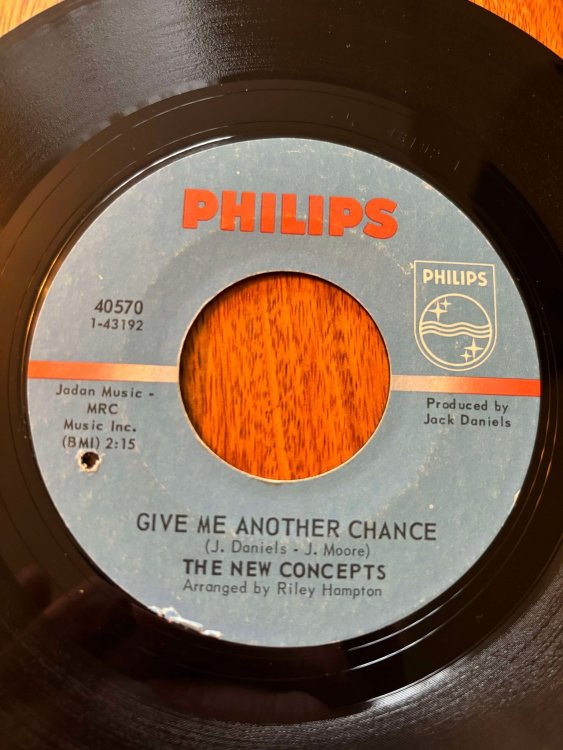 PHILIPS
PHILIPS
40570
1-43192
Jadan Music -
MRC
Music Inc.
(BMI) 2:15
Produced by
Jack Daniels
GIVE ME ANOTHER CHANCE
(J. Daniels - J. Moore)
THE NEW CONCEPTS
Arranged by Riley Hampton